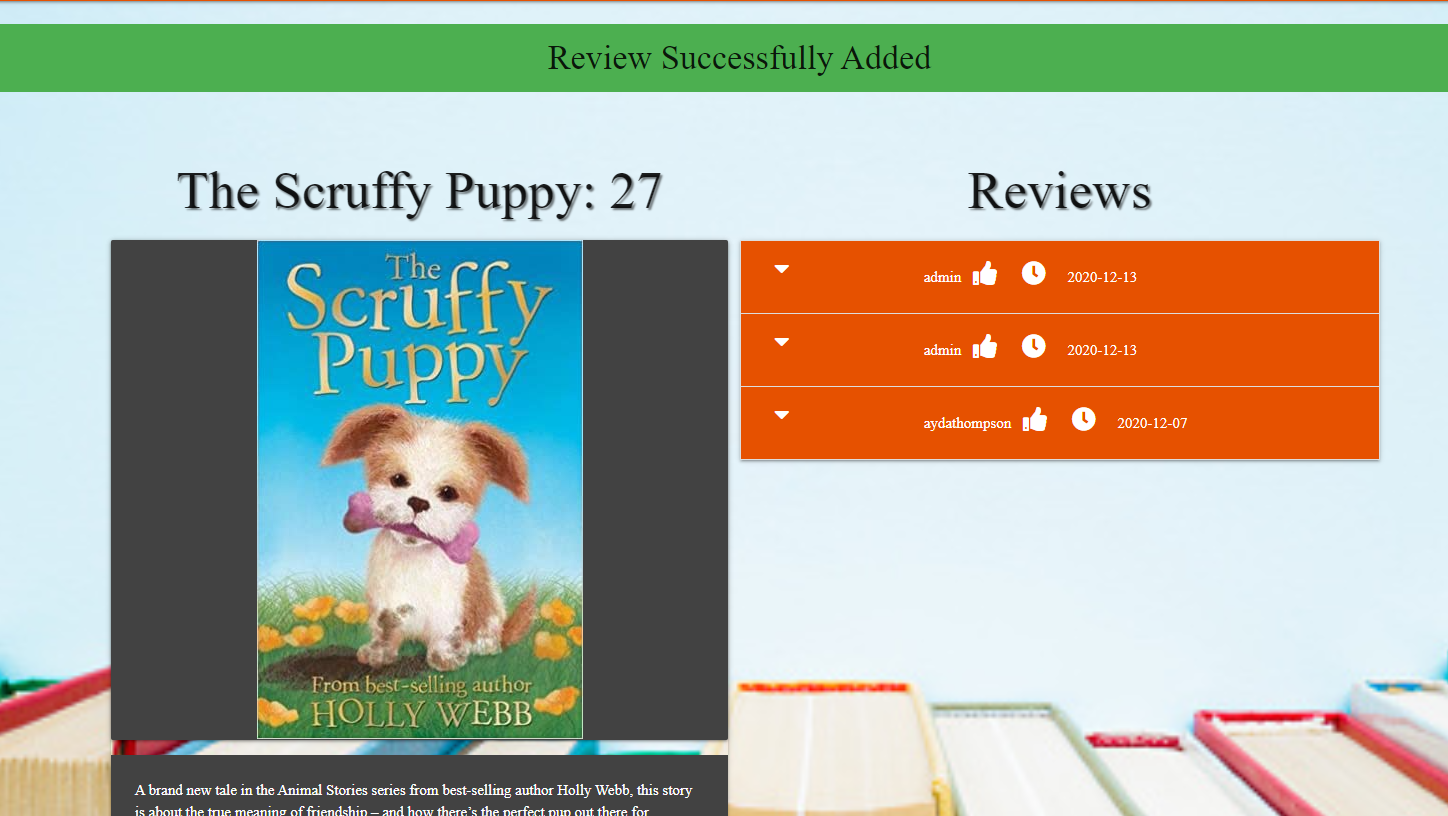 Review Successfully Added
The Scruffy Puppy: 27
The
Scruffy
Puppy
From best-selling author
HOLLY WEBB
A brand new tale in the Animal Stories series from best-selling author Holly Webb, this story
is about the true meaning of friendship – and how there's the perfect pup out there for
Reviews
admin 2020-12-13
admin 2020-12-13
aydathompson 2020-12-07